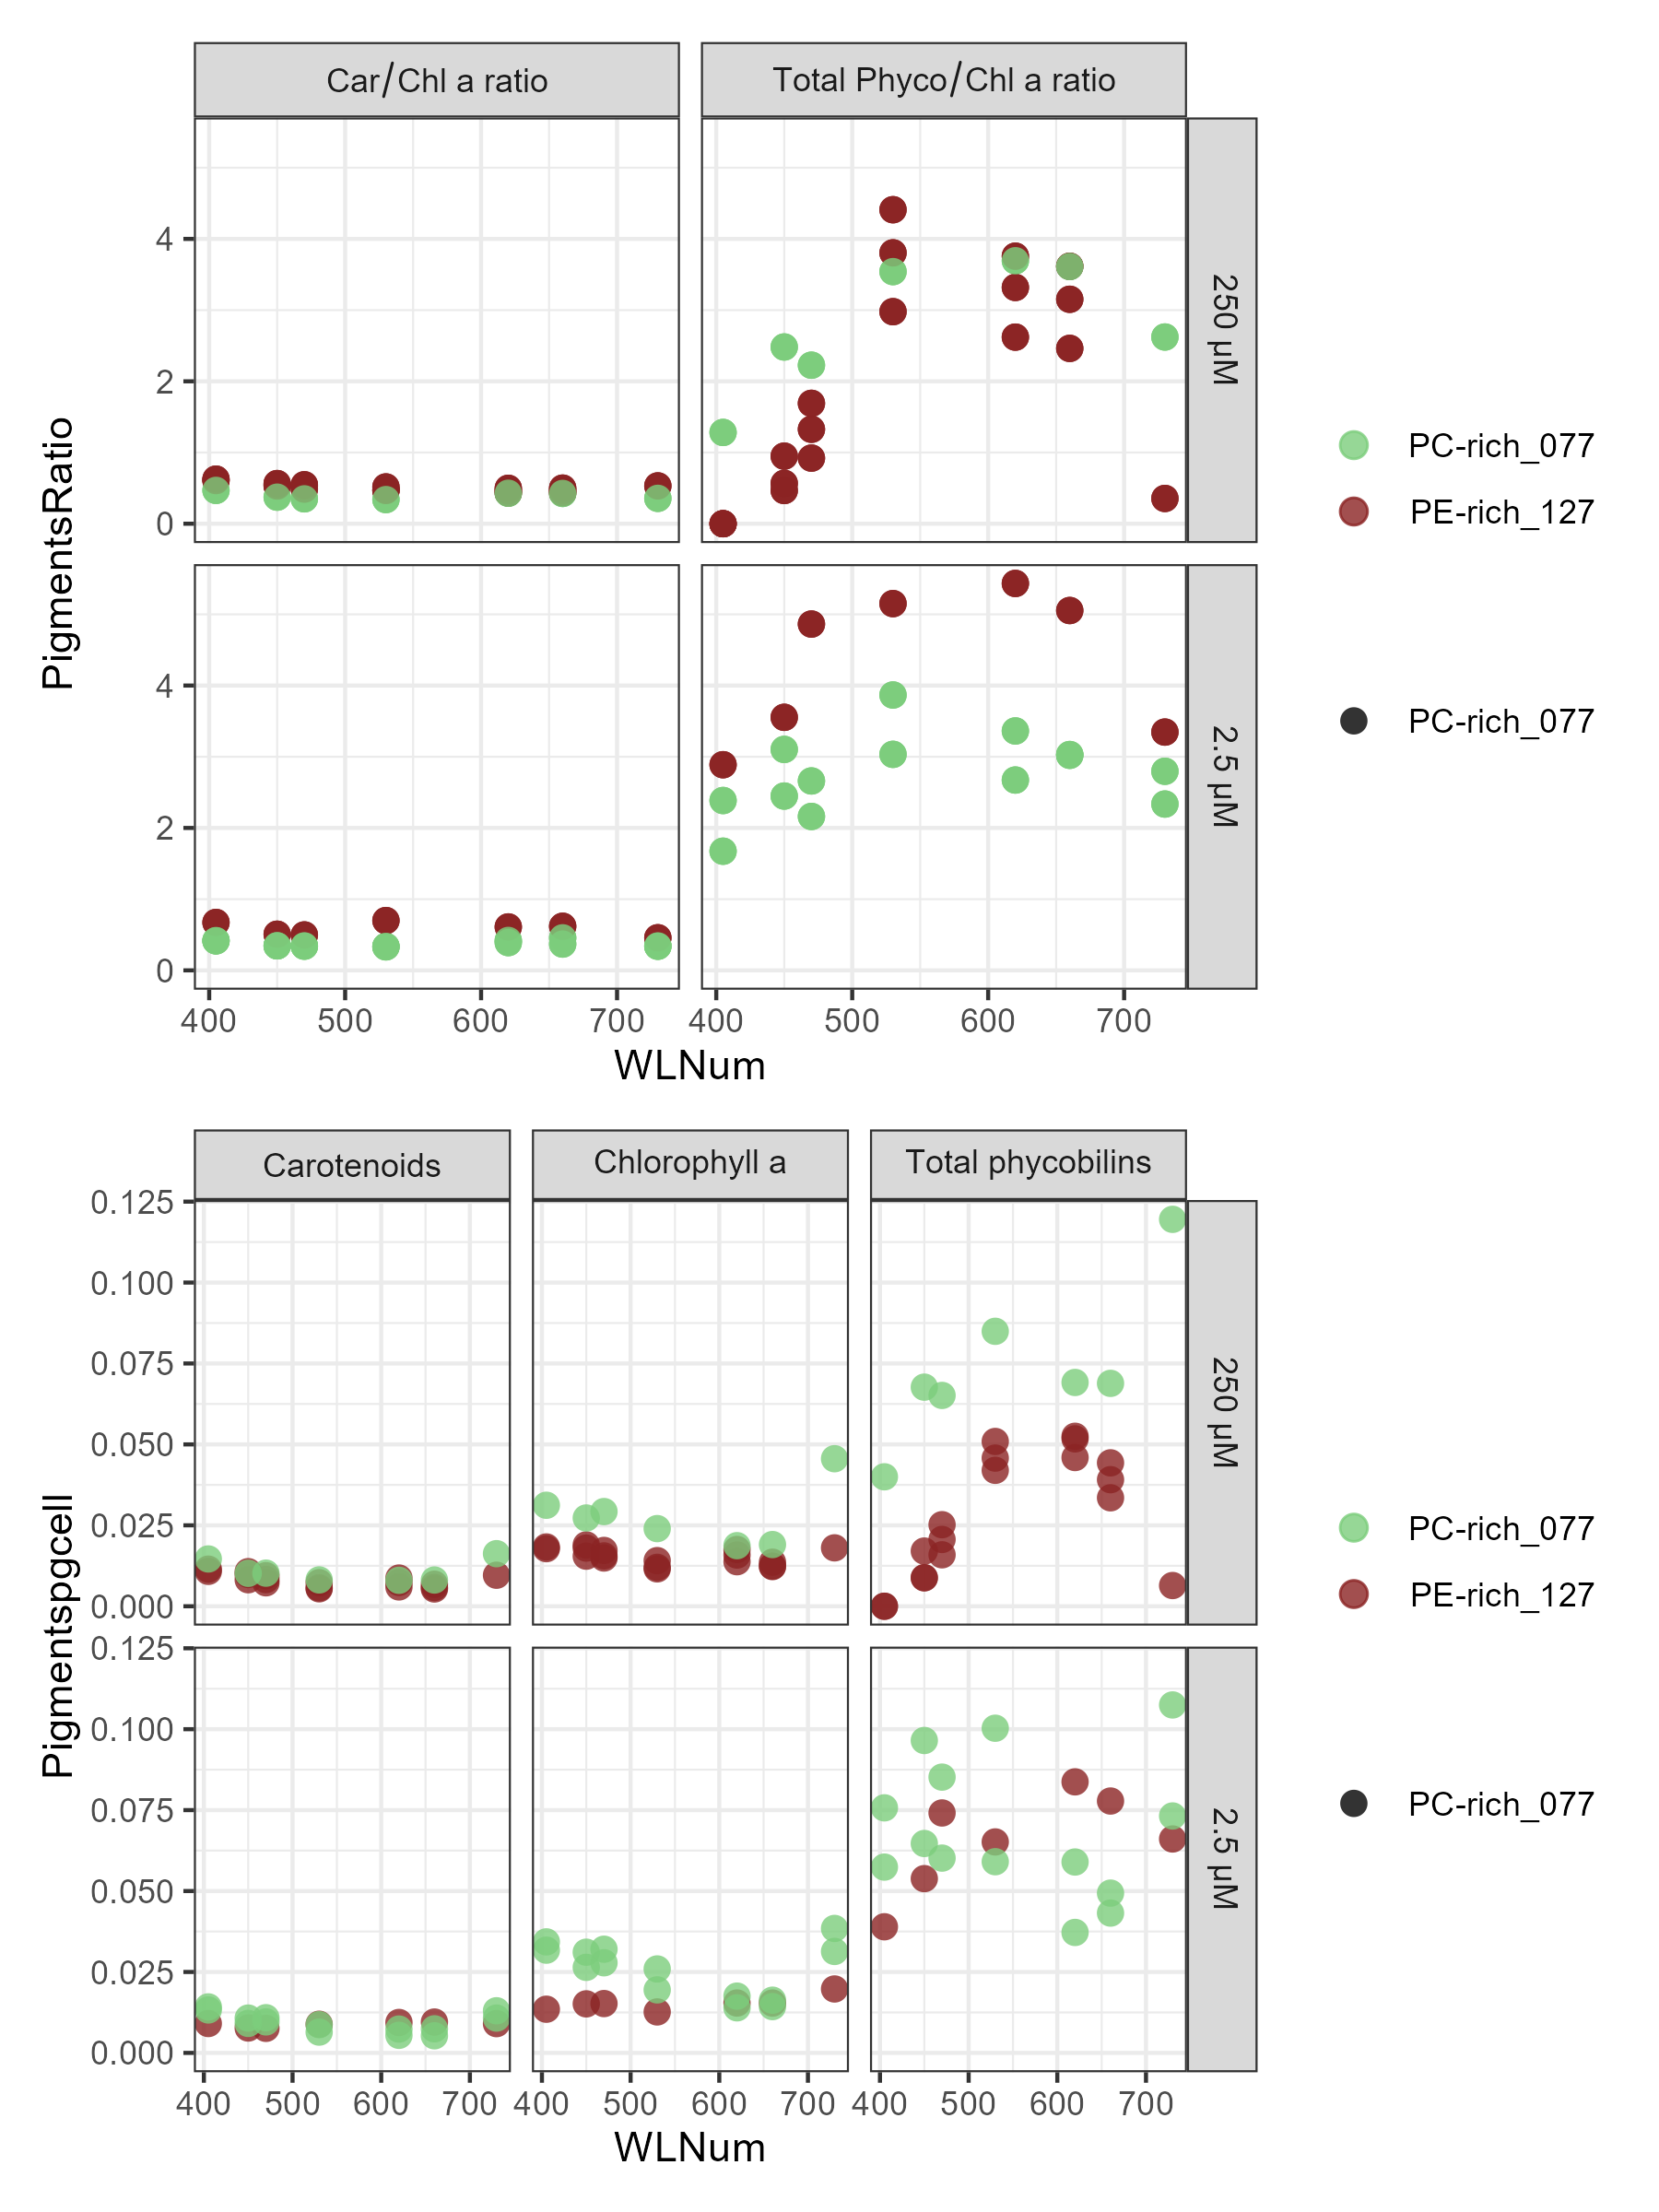 Car/Chl a ratio
Total Phyco/Chl a ratio
PigmentsRatio
4
2
0
250 µM
4
2
0
2.5 µM
400 500 600 700 400 500 600 700
WLNum
PC-rich_077
PE-rich_127
PC-rich_077
Carotenoids
Chlorophyll a
Total phycobilins
Pigmentspgcell
0.125
0.100
0.075
0.050
0.025
0.000
250 µM
0.125
0.100
0.075
0.050
0.025
0.000
2.5 µM
400 500 600 700 400 500 600 700 400 500 600 700
WLNum
PC-rich_077
PE-rich_127
PC-rich_077